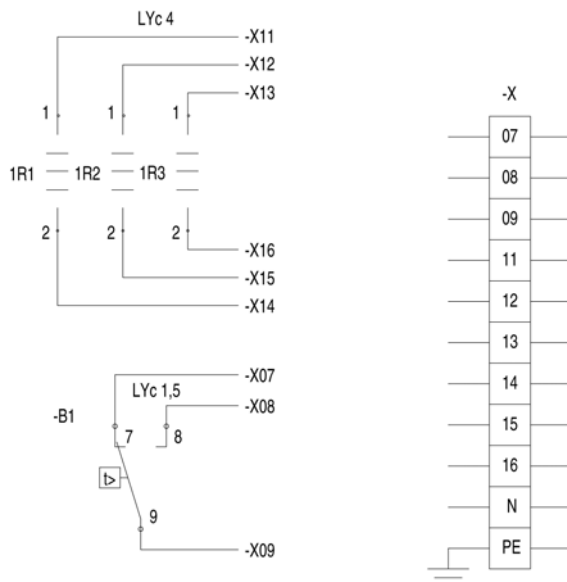 LYc 4
-X11
-X12
-X13
1 1 1
1R1 1R2 1R3
2 2 2
-X16
-X15
-X14
-X07
LYc 1,5
-X08
-B1
7 8
t>
9
-X09
-X
07
08
09
11
12
13
14
15
16
N
PE